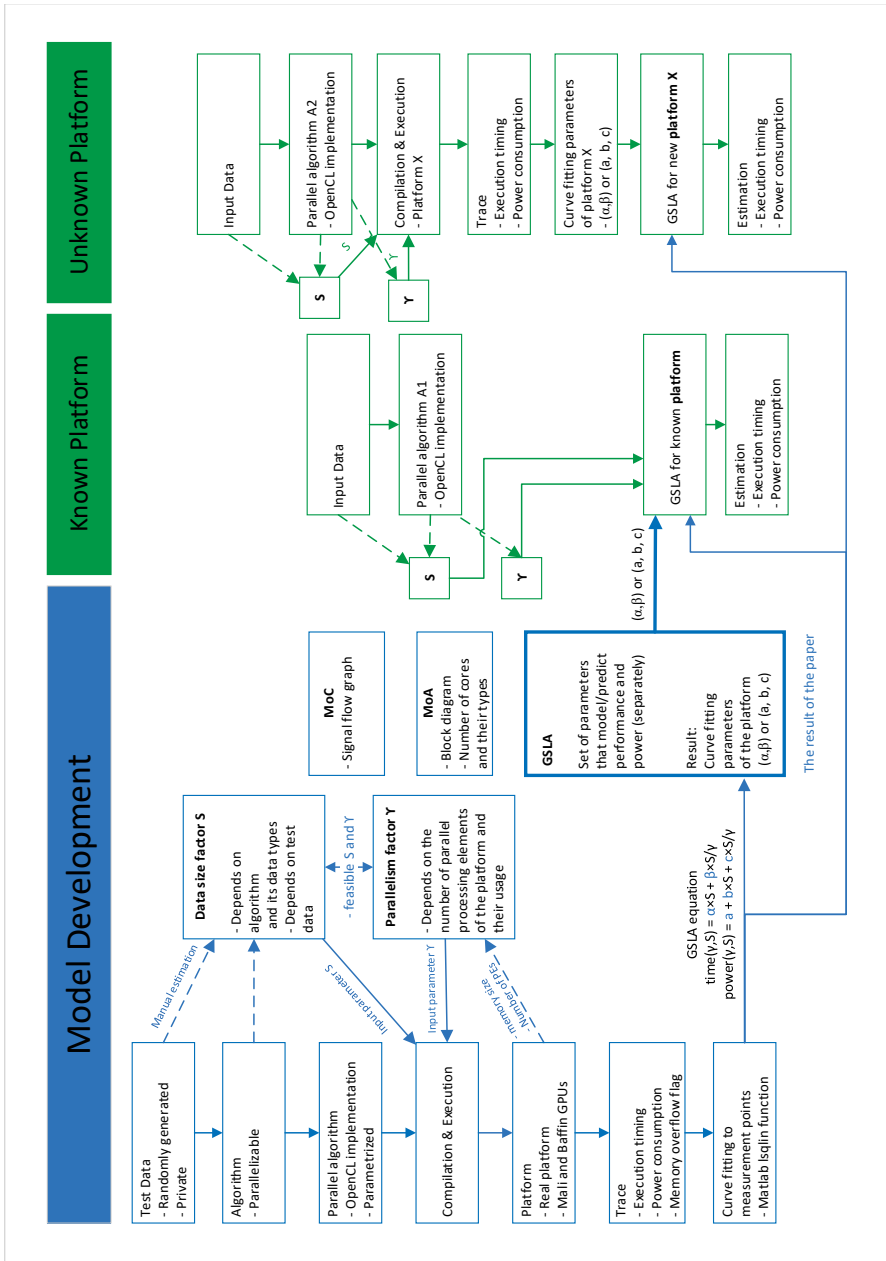 Model Development
Known Platform
Unknown Platform
Test Data
- Randomly generated
- Private
Algorithm
- Parallelizable
Parallel algorithm
- OpenCL implementation
- Parametrized
Compilation & Execution
Platform
- Real platform
- Mali and Baffin GPUs
Trace
- Execution timing
- Power consumption
- Memory overflow flag
Curve fitting to
measurement points
- Matlab lsqlin function
Manual estimation
Input parameter S
Input parameter ϒ
- memory size
- Number of PEs
Data size factor S
- Depends on
algorithm
and its data types
- Depends on test
data
- feasible S and ϒ
Parallelism factor ϒ
- Depends on the
number of parallel
processing elements
of the platform and
their usage
GSLA equation
time(γ,S) = α×S + β×S/γ
power(γ,S) = a + b×S + c×S/γ
MoC
- Signal flow graph
MoA
- Block diagram
- Number of cores
and their types
GSLA
Set of parameters
that model/predict
performance and
power (separately)
Result:
Curve fitting
parameters
of the platform
(α,β) or (a, b, c)
The result of the paper
(α,β) or (a, b, c)
Input Data
Parallel algorithm A1
- OpenCL implementation
S
ϒ
GSLA for known platform
Estimation
- Execution timing
- Power consumption
Input Data
Parallel algorithm A2
- OpenCL implementation
S
ϒ
S
ϒ
Compilation & Execution
- Platform X
Trace
- Execution timing
- Power consumption
Curve fitting parameters
of platform X
- (α,β) or (a, b, c)
GSLA for new platform X
Estimation
- Execution timing
- Power consumption